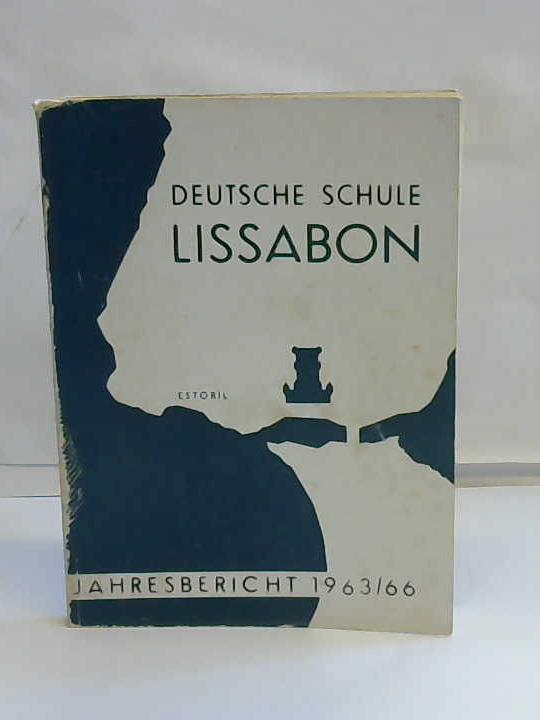 DEUTSCHE SCHULE
LISSABON
ESTORIL
JAHRESBERICHT 1963/66